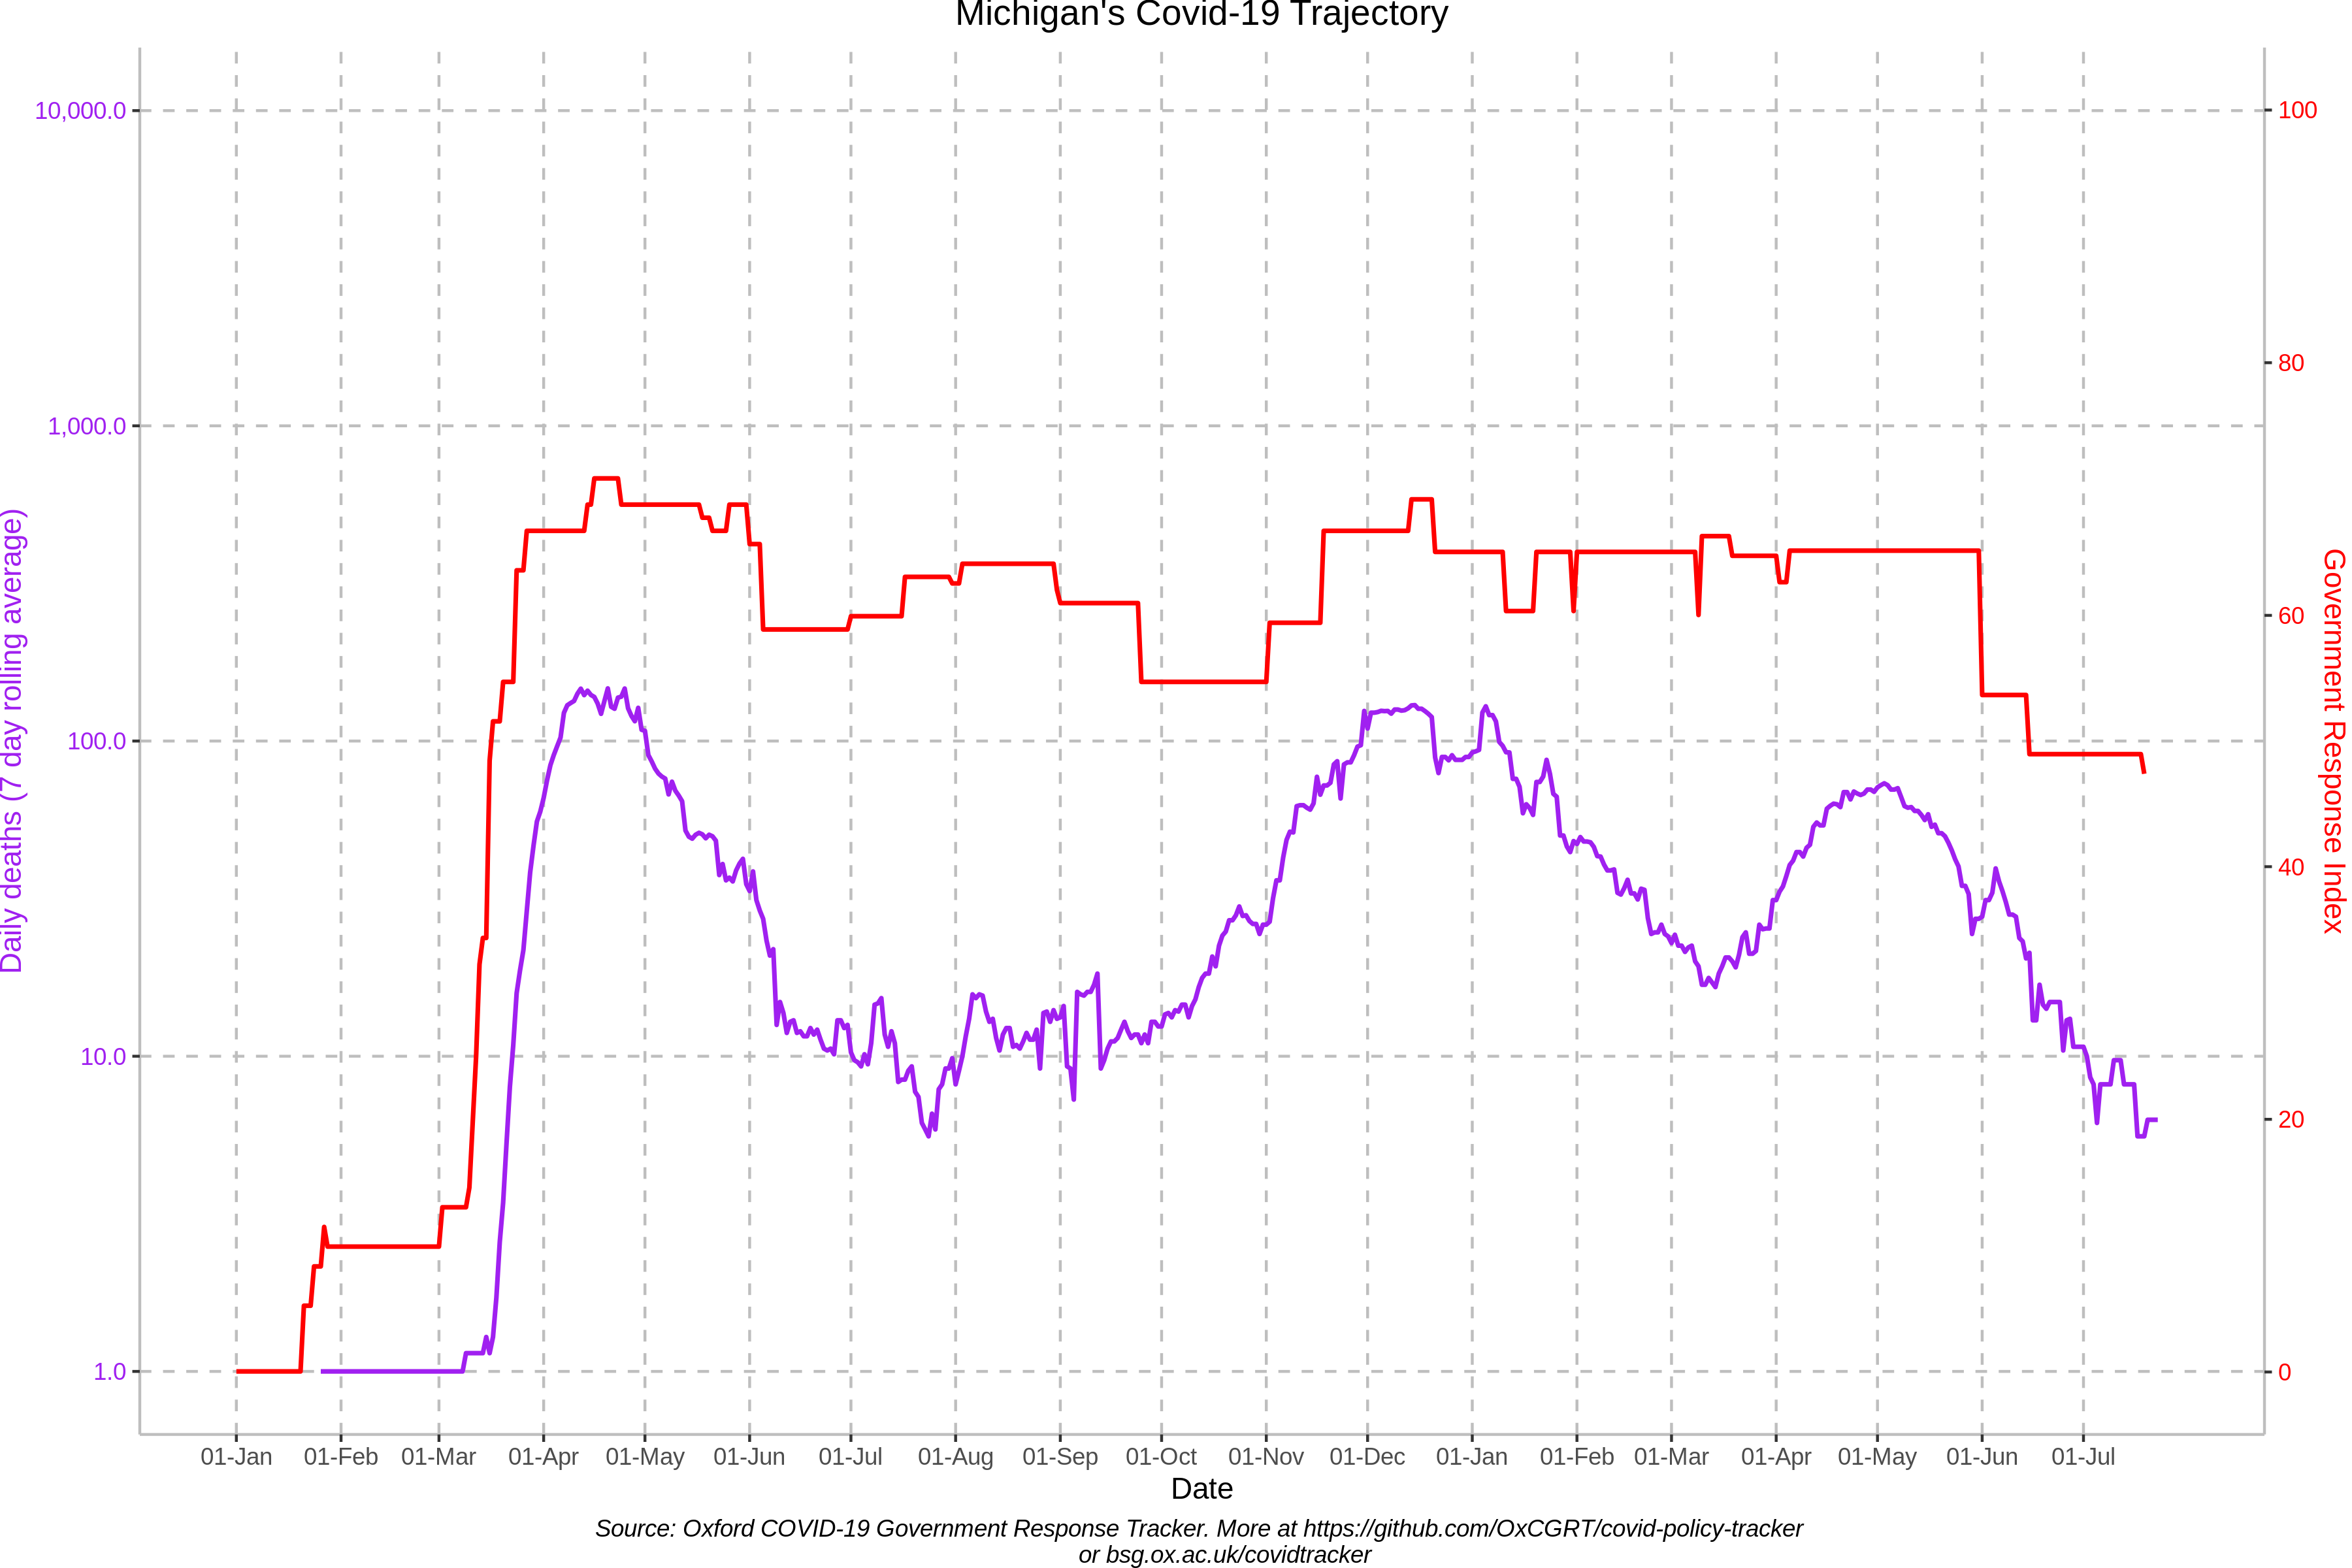 Michigan's Covid-19 Trajectory
10,000.0
1,000.0
100.0
10.0
1.0
Daily deaths (7 day rolling average)
100
80
60
40
20
0
Government Response Index
01-Jan 01-Feb 01-Mar 01-Apr 01-May 01-Jun 01-Jul 01-Aug 01-Sep 01-Oct 01-Nov 01-Dec 01-Jan 01-Feb 01-Mar 01-Apr 01-May 01-Jun 01-Jul
Date
Source: Oxford COVID-19 Government Response Tracker. More at https://github.com/OxCGRT/covid-policy-tracker
or bsg.ox.ac.uk/covidtracker